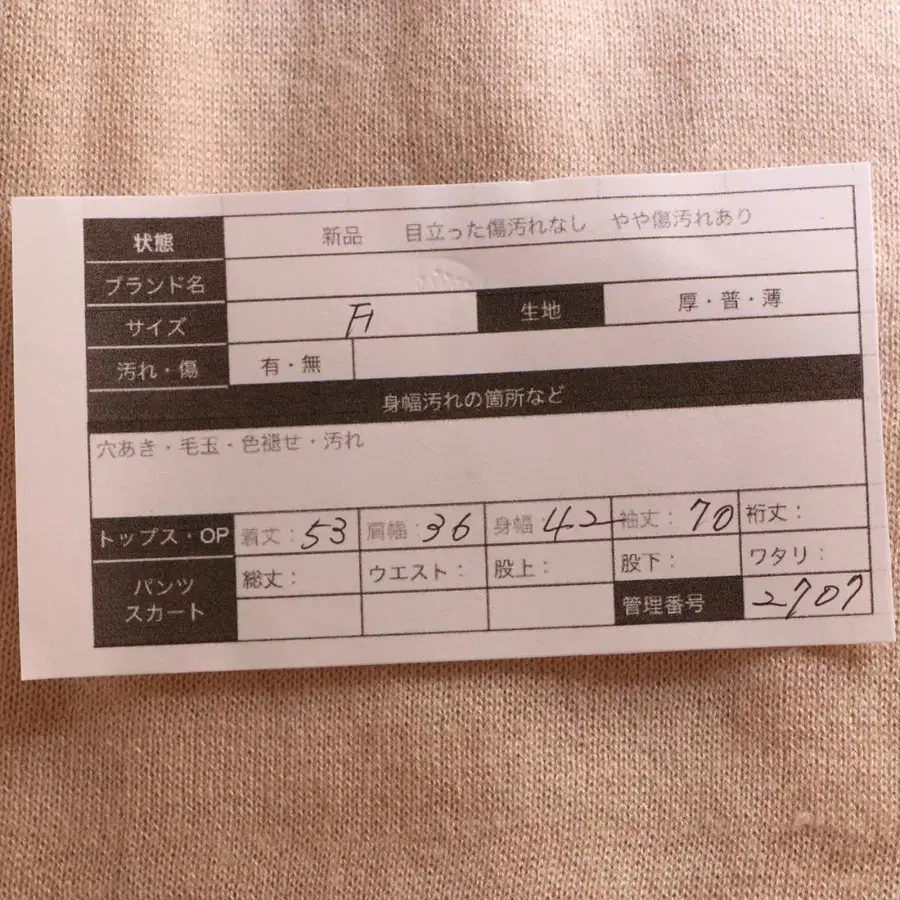 状態 新品 目立った傷汚れなし やや傷汚れあり
ブランド名
サイズ 生地 厚・普・薄
汚れ・傷 有・無
身幅汚れの箇所など
穴あき・毛玉・色褪せ・汚れ
トップス・OP 着丈：53 肩幅：36 身幅：42 袖丈：70 裄丈：
パンツ スカート 総丈： ウエスト： 股上： 股下： ワタリ：
管理番号 2707